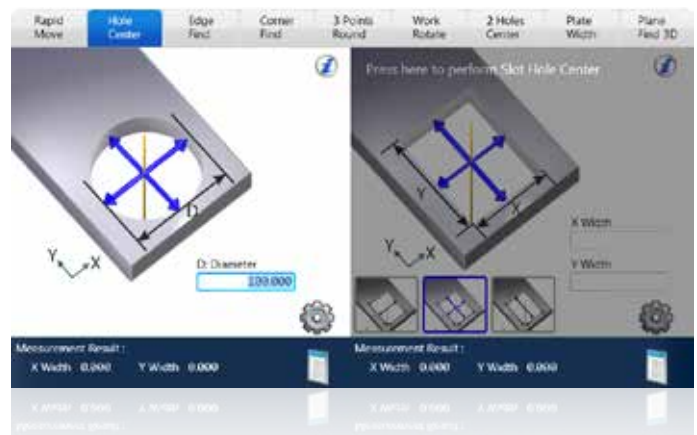 Rapid Move
Hole Center
Edge Find
Corner Find
3 Points Round
Work Rotate
2 Holes Center
Plate Width
Plane Find 3D
Press here to perform Slot Hole Center
D
Y X
D: Diameter
100.000
Y X
Y X
X Width
Y Width
Measurement Result :
X Width 0.000 Y Width 0.000
Measurement Result :
X Width 0.000 Y Width 0.000